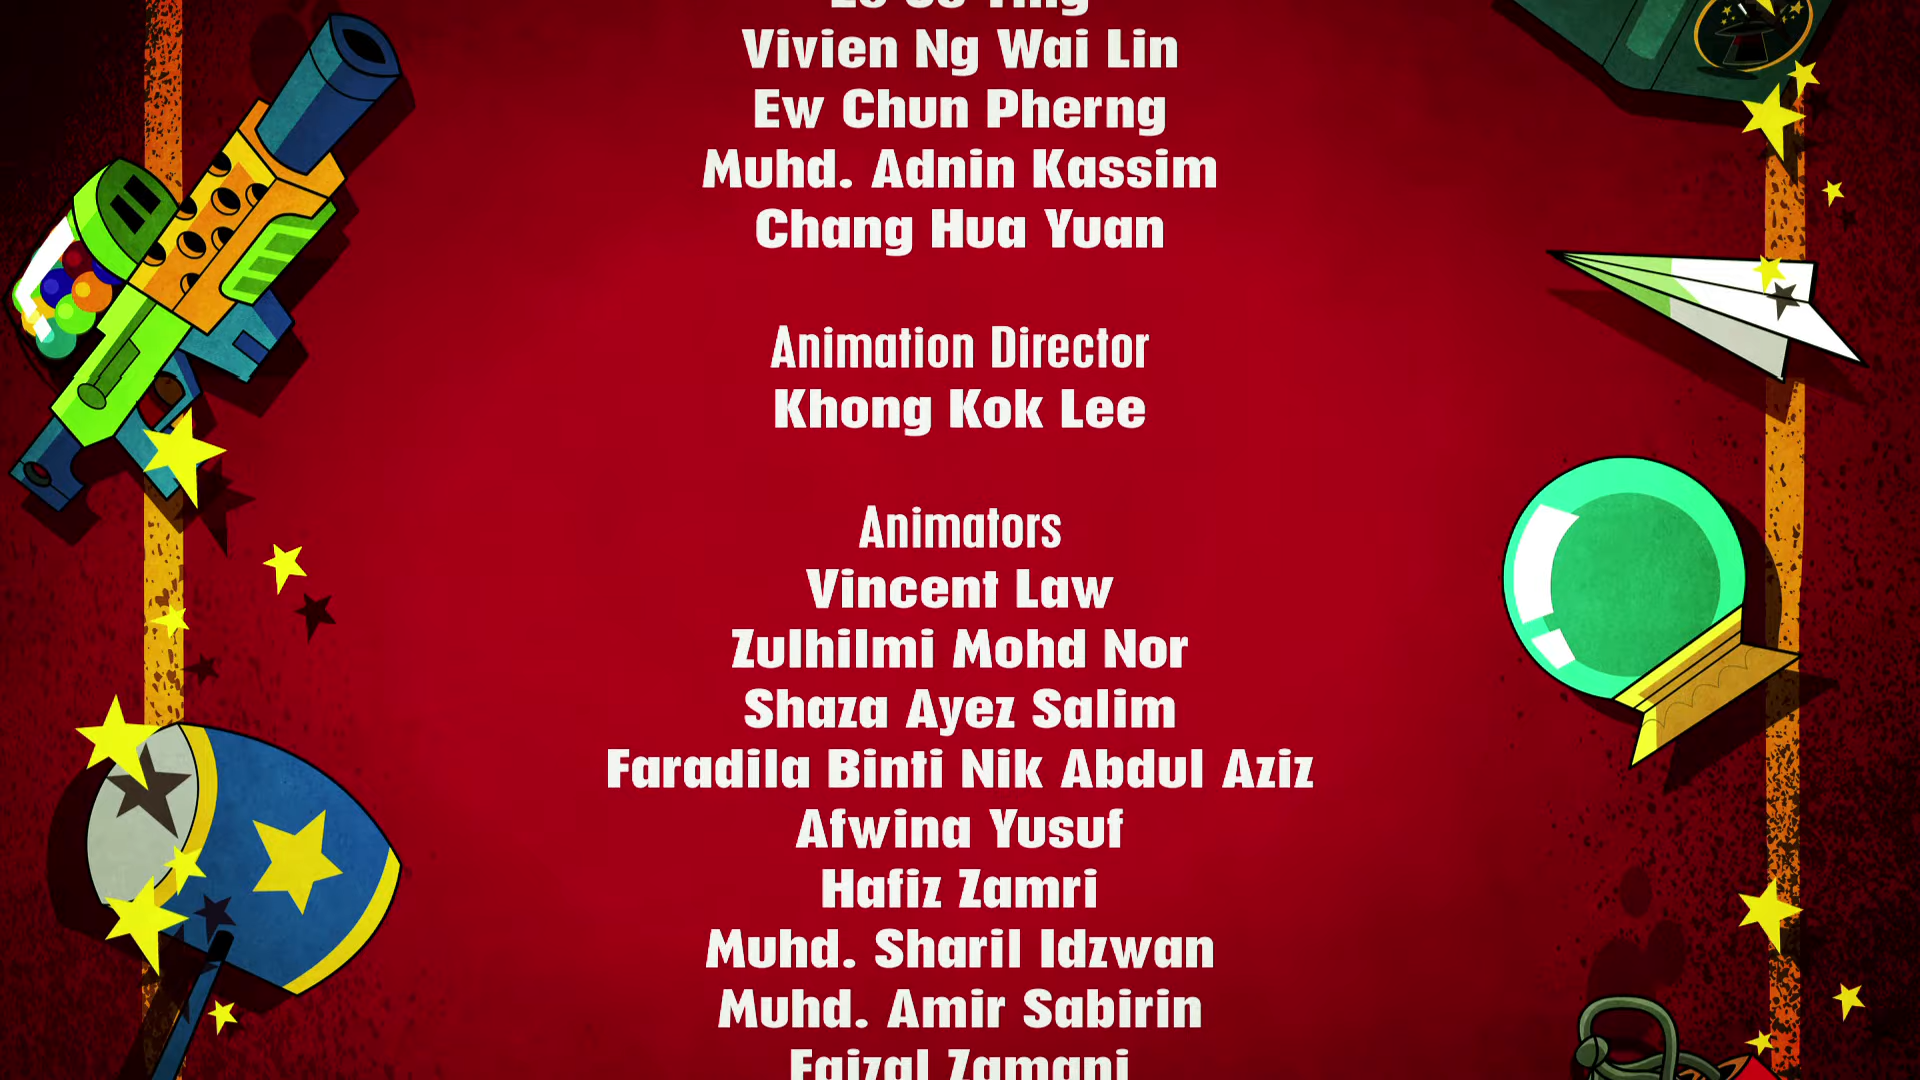 Vivien Ng Wai Lin
Ew Chun Pherng
Muhd. Adnin Kassim
Chang Hua Yuan
Animation Director
Khong Kok Lee
Animators
Vincent Law
Zulhilmi Mohd Nor
Shaza Ayez Salim
Faradila Binti Nik Abdul Aziz
Afwina Yusuf
Hafiz Zamri
Muhd. Sharil Idzwan
Muhd. Amir Sabirin
Faizal Zamani